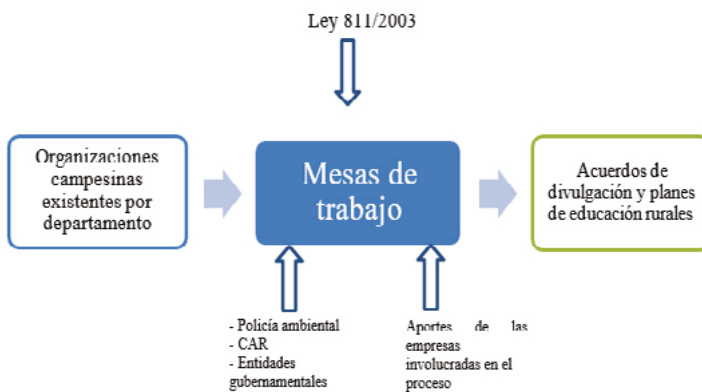 Ley 811/2003
Organizaciones
campesinas
existentes por
departamento
Mesas de
trabajo
Acuerdos de
divulgación y planes
de educación rurales
- Policía ambiental
- CAR
- Entidades
gubernamentales
Aportes de las
empresas
involucradas en el
proceso